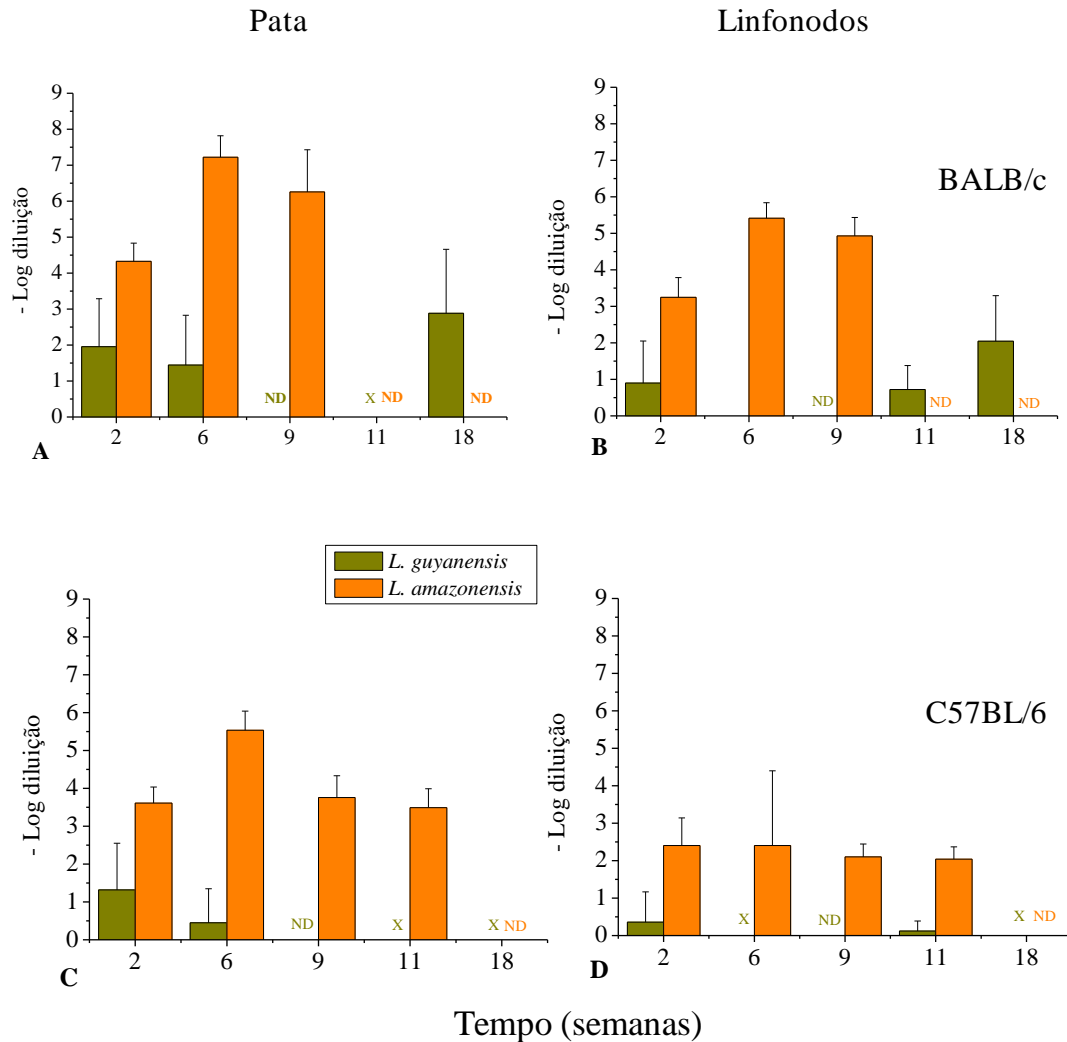 Pata
Linfonodos
9
8
7
6
5
4
3
2
1
0
- Log diluição
ND
X
ND
ND
2
6
9
11
18
A
9
8
7
6
5
4
3
2
1
0
- Log diluição
BALB/c
ND
ND
ND
2
6
9
11
18
B
L. guyanensis
L. amazonensis
9
8
7
6
5
4
3
2
1
0
- Log diluição
ND
X
X
ND
2
6
9
11
18
C
9
8
7
6
5
4
3
2
1
0
- Log diluição
C57BL/6
X
ND
X
ND
2
6
9
11
18
D
Tempo (semanas)